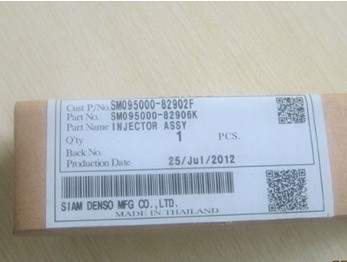 Cust P/No. SM095000-82902F
Part No. SM095000-82906K
Part Name INJECTOR ASSY
Q'ty 1 PCS.
Back No.
Production Date 25/Jul/2012
SIAM DENSO MFG CO.,LTD.
MADE IN THAILAND